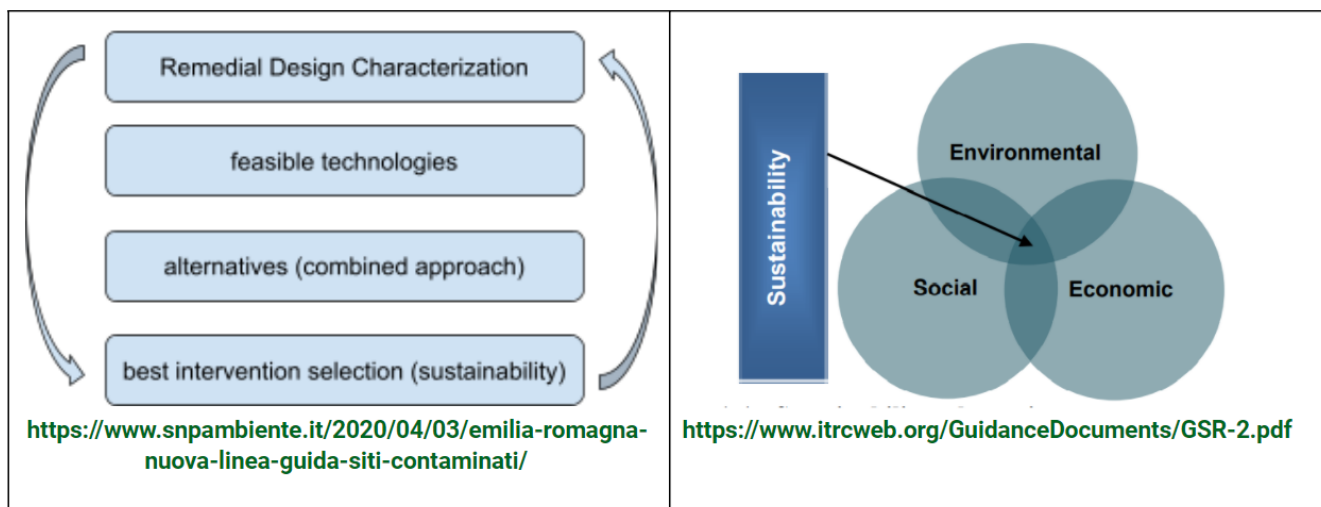 Remedial Design Characterization
feasible technologies
alternatives (combined approach)
best intervention selection (sustainability)
https://www.snpambiente.it/2020/04/03/emilia-romagna-
nuova-linea-guida-siti-contaminati/
Sustainability
Environmental
Social
Economic
https://www.itrcweb.org/GuidanceDocuments/GSR-2.pdf